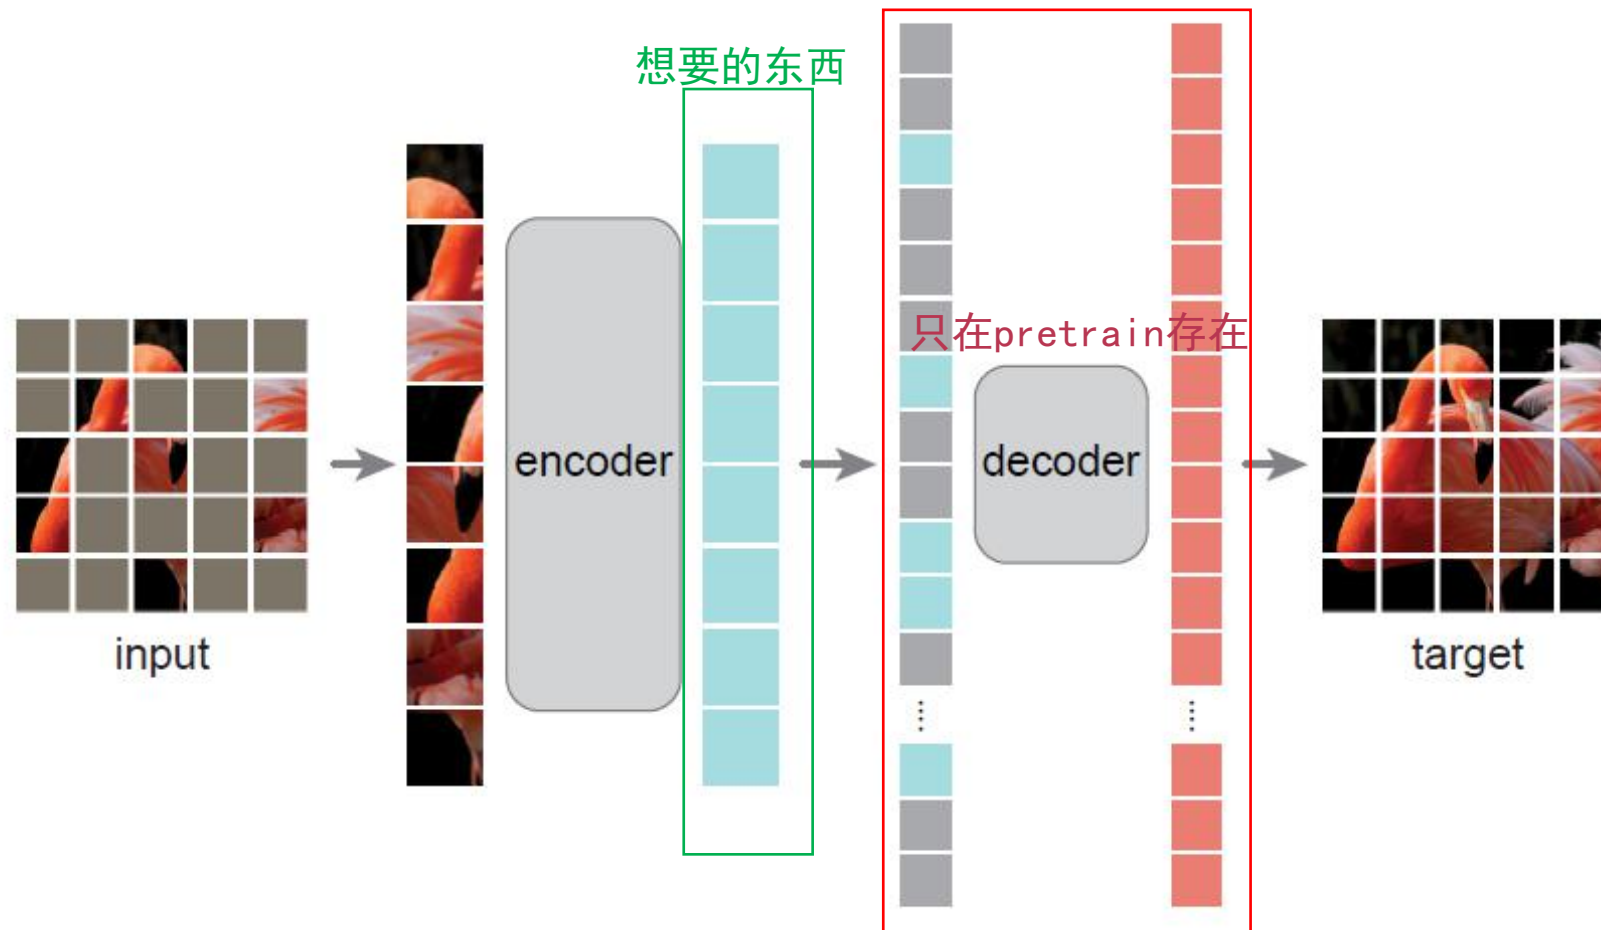 想要的东西
只在pretrain存在
encoder
decoder
input
target